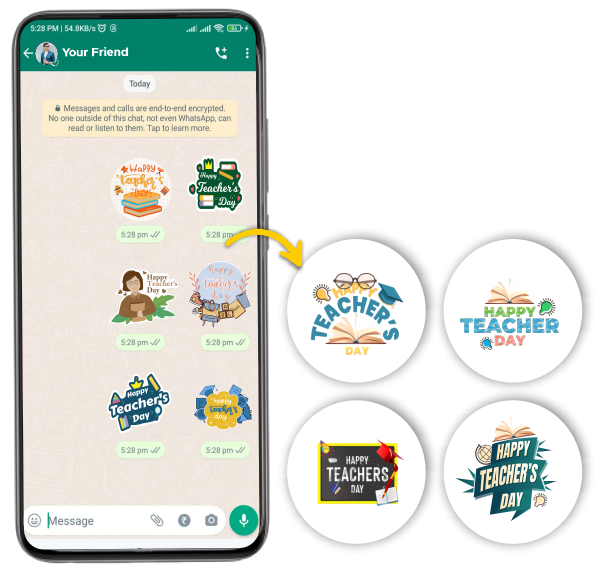 5:28 PM | 54.8KB/s
Your Friend
Today
Messages and calls are end-to-end encrypted.
No one outside of this chat, not even WhatsApp, can
read or listen to them. Tap to learn more.
HAPPY
teacher's
DAY
Happy
Teacher's
Day
5:28 pm
5:28 pm
Happy
Teacher's
Day
Happy
teacher's
day
5:28 pm
5:28 pm
Happy
Teacher's
Day
happy
teacher's
day
5:28 pm
5:28 pm
Message
HAPPY
TEACHER'S
DAY
HAPPY
TEACHER
DAY
HAPPY
TEACHERS
DAY
HAPPY
TEACHER'S
DAY